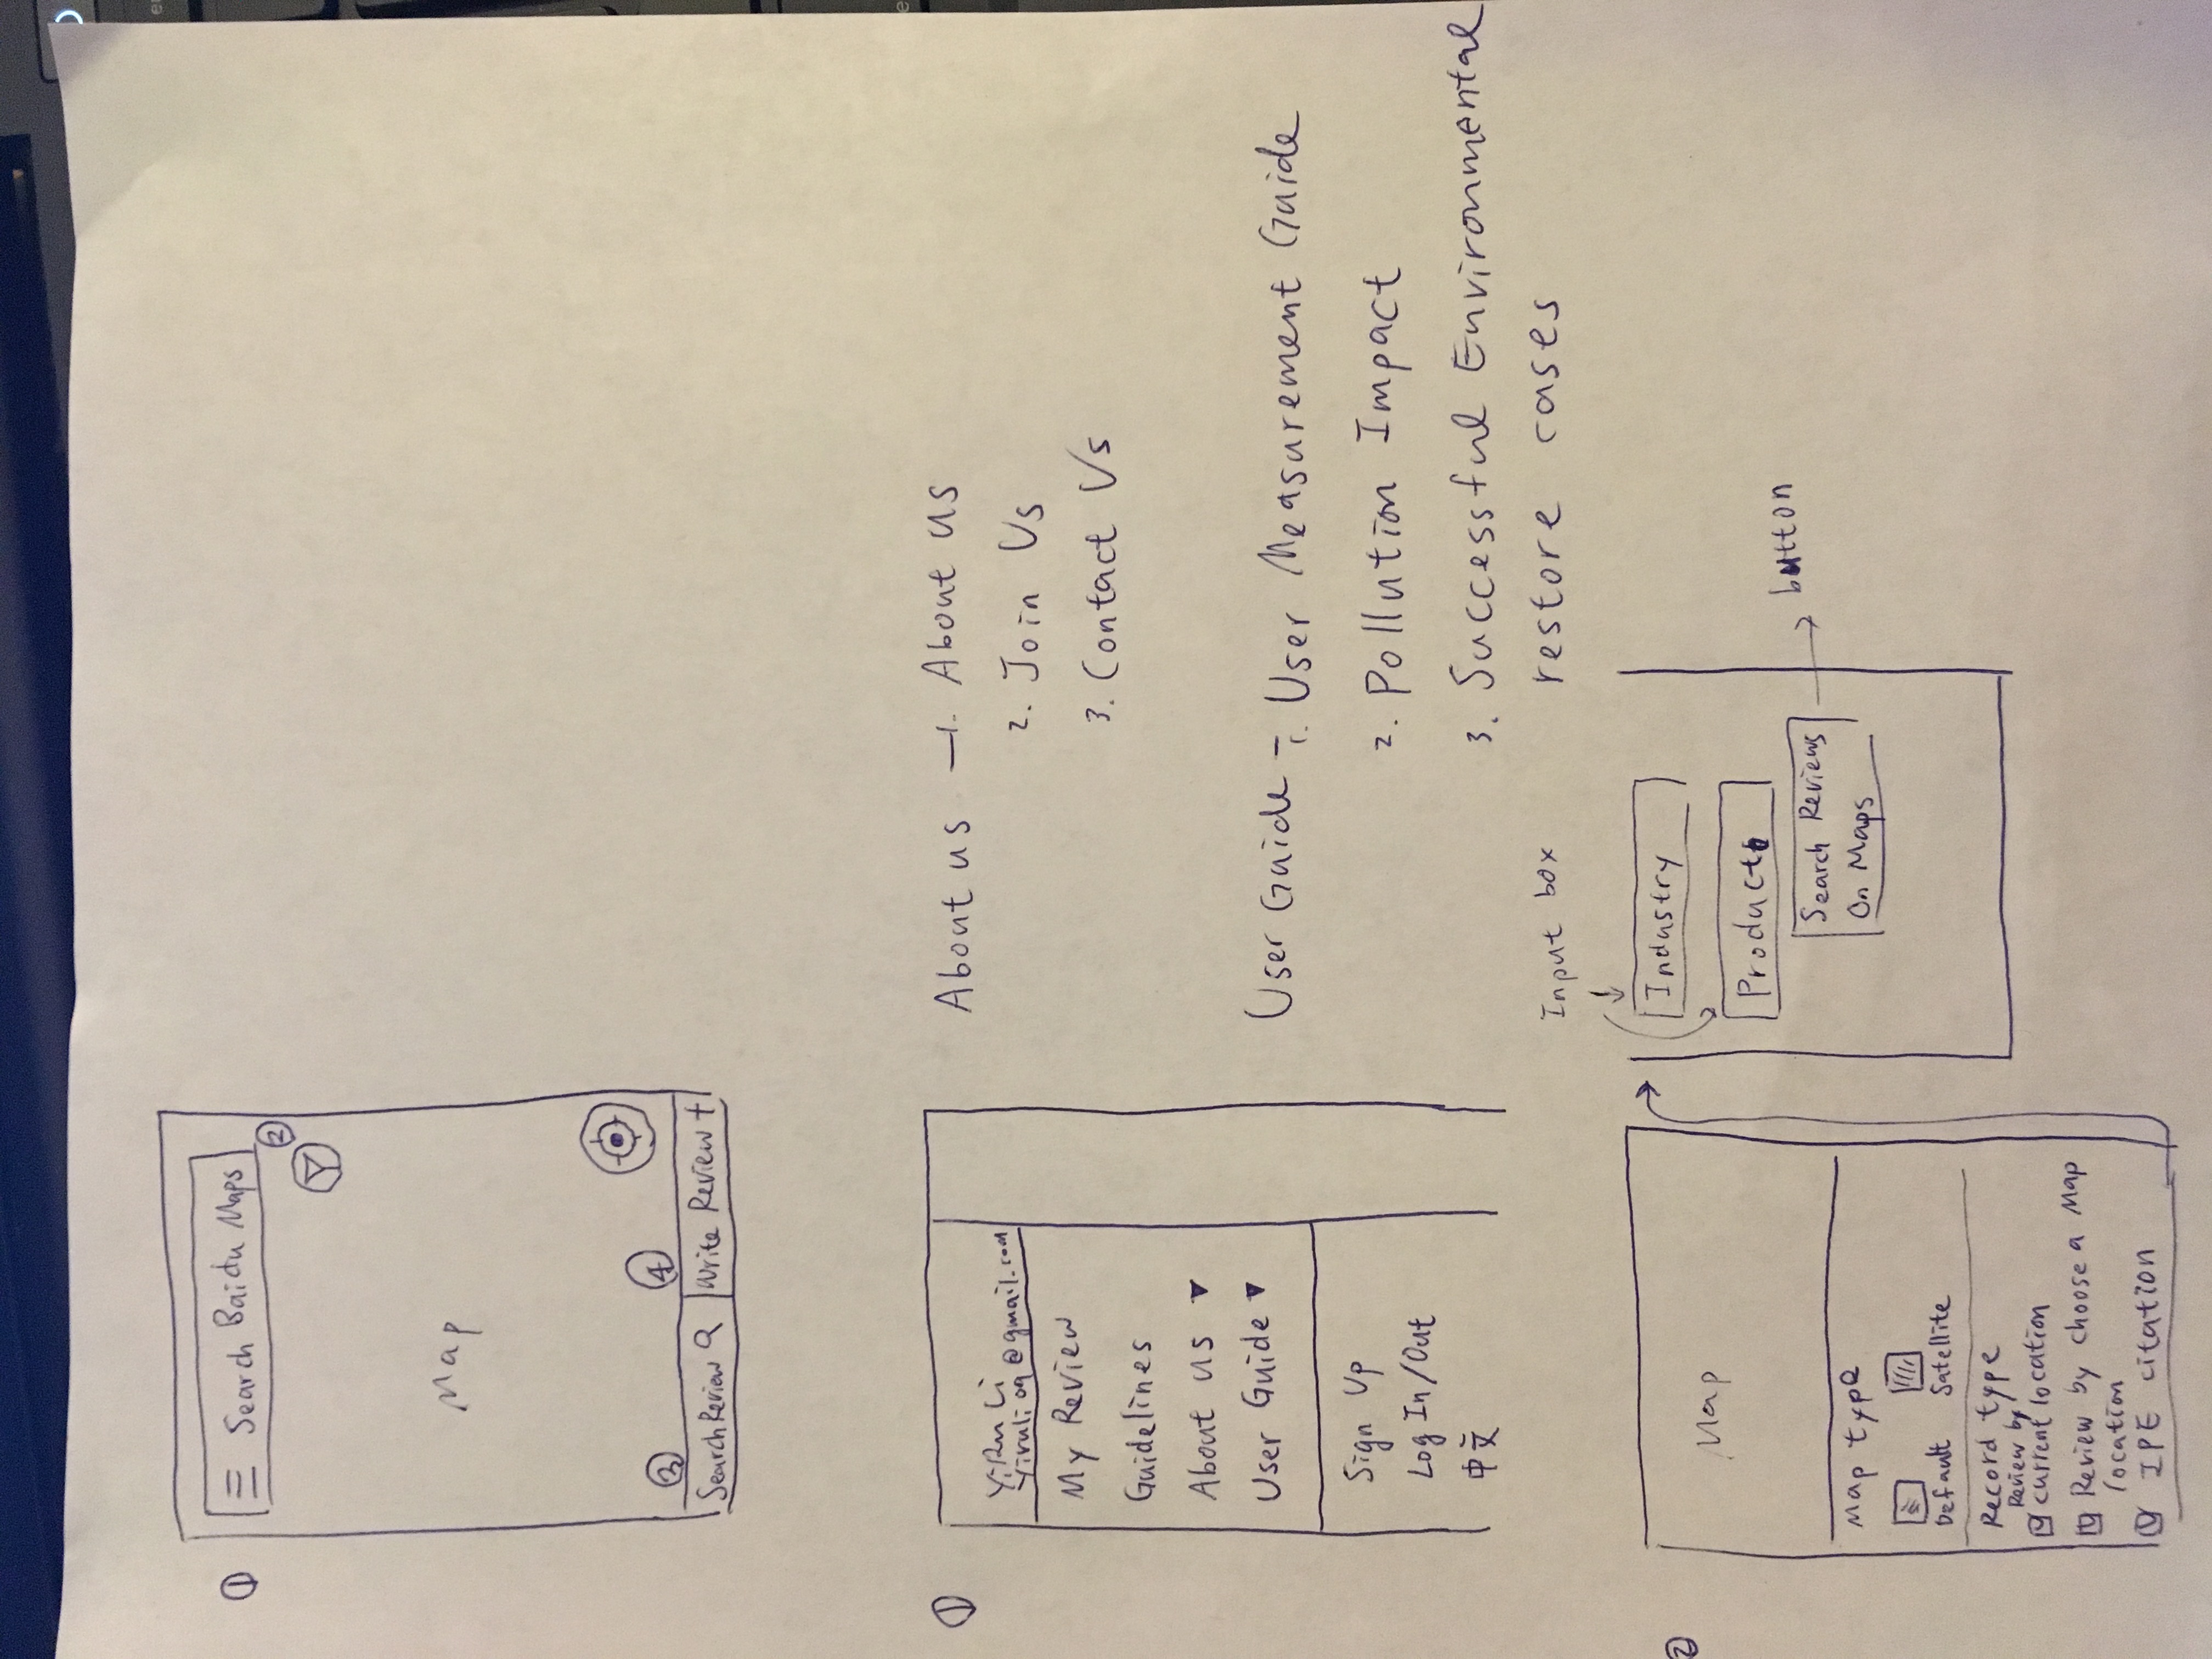 ①
☰ Search Baidu Maps
②
Map
③
④
Search Review
Write Review +
①
YiRu Li
@gmail.com
My Review
Guidelines
About us ▼
User Guide ▼
Sign Up
Log In/Out
中文
About us – 1. About us
2. Join Us
3. Contact Us
User Guide – 1. User Measurement Guide
2. Pollution Impact
3. Successful Environmental
restore cases
②
Map
Map type
Default
Satellite
Record type
Review by
current location
Review by choose a Map
location
IPE citation
Input box
Industry
Product
Search Reviews
On Maps
button